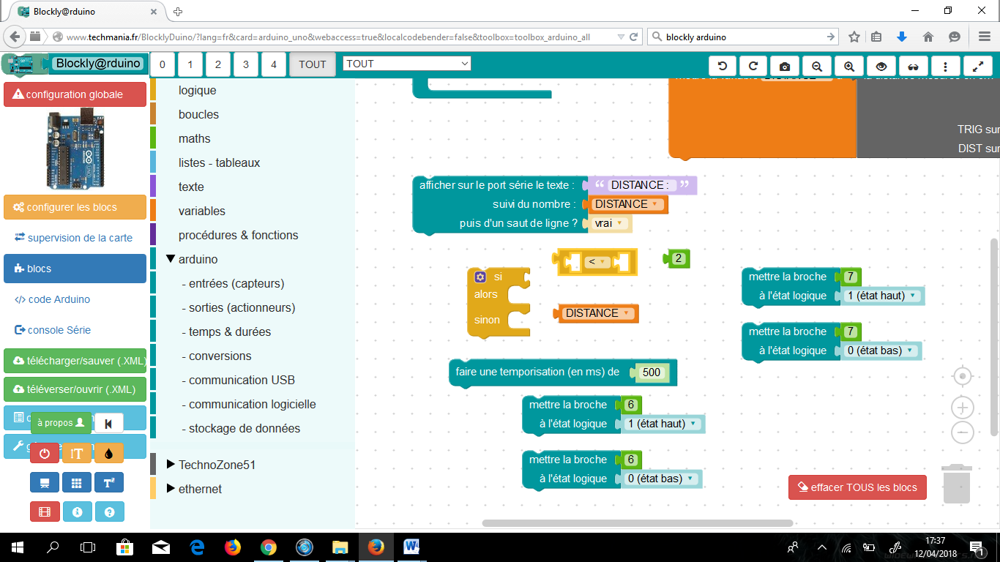 Blockly@rduino
www.techmania.fr/BlocklyDuino/?lang=fr&card=arduino_uno&webaccess=true&localcodebender=false&toolbox=toolbox_arduino_all
blockly arduino
Blockly@rduino
0 1 2 3 4 TOUT TOUT
configuration globale
configurer les blocs
supervision de la carte
blocs
</> code Arduino
console Série
télécharger/sauver (.XML)
téléverser/ouvrir (.XML)
à propos
logique
boucles
maths
listes - tableaux
texte
variables
procédures & fonctions
arduino
- entrées (capteurs)
- sorties (actionneurs)
- temps & durées
- conversions
- communication USB
- communication logicielle
- stockage de données
TechnoZone51
ethernet
TRIG sur
DIST sur
afficher sur le port série le texte : “ DISTANCE : ”
suivi du nombre : DISTANCE
puis d'un saut de ligne ? vrai
<
2
si
alors
sinon
DISTANCE
mettre la broche 7
à l'état logique 1 (état haut)
mettre la broche 7
à l'état logique 0 (état bas)
faire une temporisation (en ms) de 500
mettre la broche 6
à l'état logique 1 (état haut)
mettre la broche 6
à l'état logique 0 (état bas)
effacer TOUS les blocs
17:37
12/04/2018